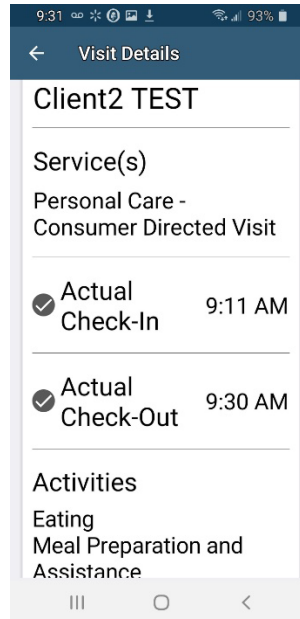 9:31 93%
Visit Details
Client2 TEST
Service(s)
Personal Care -
Consumer Directed Visit
Actual
Check-In
9:11 AM
Actual
Check-Out
9:30 AM
Activities
Eating
Meal Preparation and
Assistance